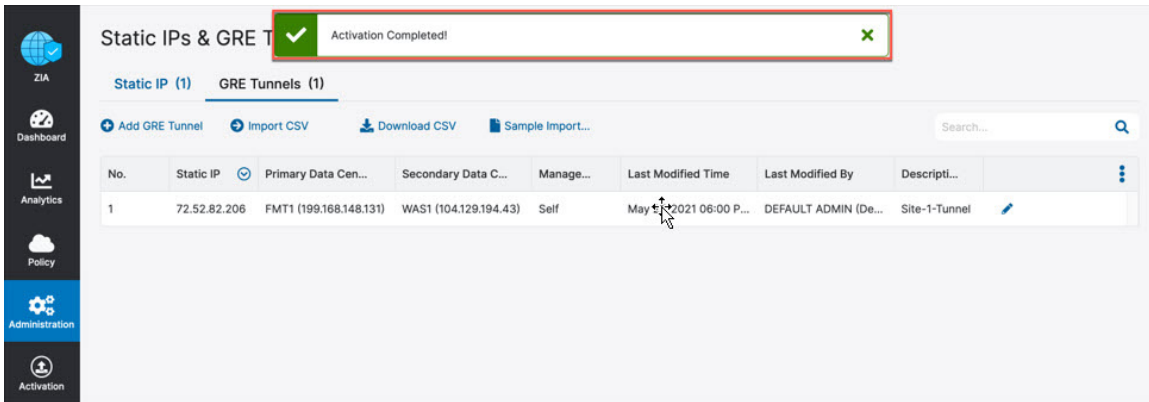 Static IPs & GRE T
Activation Completed!
ZIA
Static IP (1) GRE Tunnels (1)
Dashboard
Add GRE Tunnel Import CSV Download CSV Sample Import... Search...
Analytics
No. Static IP Primary Data Cen... Secondary Data C... Manage... Last Modified Time Last Modified By Descripti...
1 72.52.82.206 FMT1 (199.168.148.131) WAS1 (104.129.194.43) Self May 2021 06:00 P... DEFAULT ADMIN (De... Site-1-Tunnel
Policy
Administration
Activation